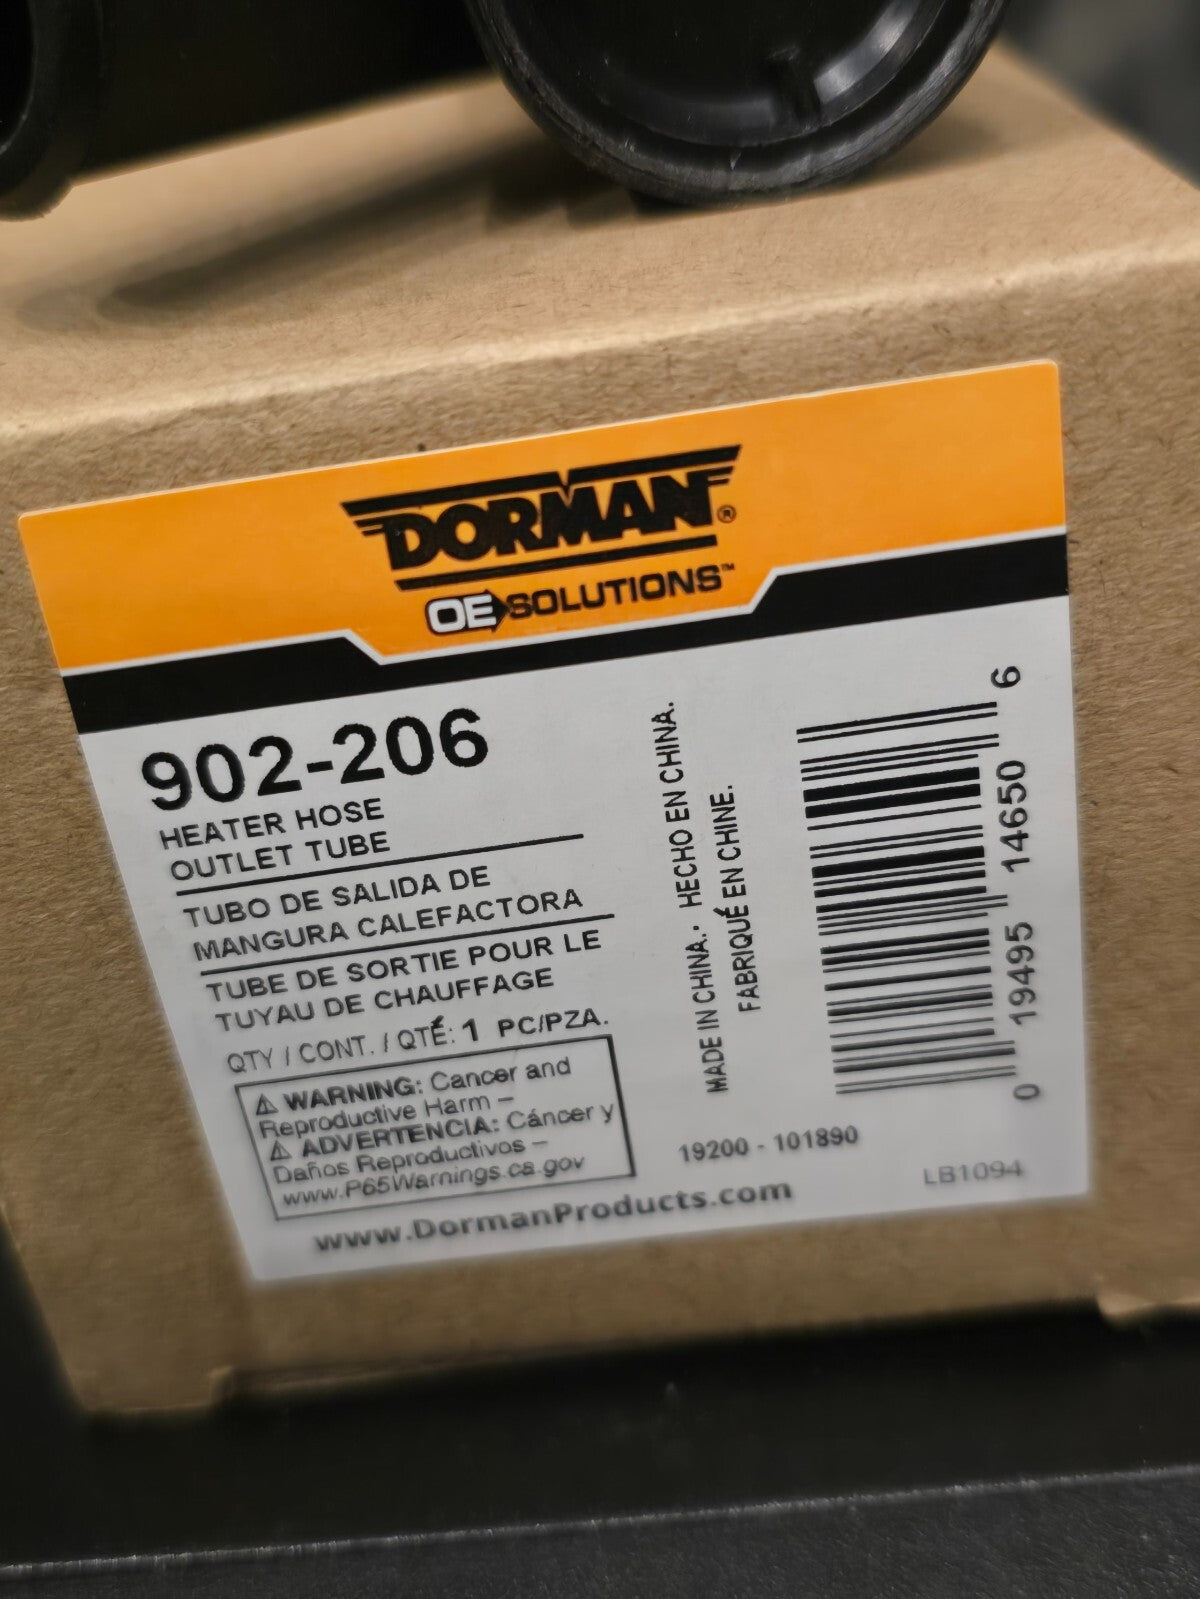 DORMAN®
OE SOLUTIONS™
902-206
HEATER HOSE
OUTLET TUBE
TUBO DE SALIDA DE
MANGURA CALEFACTORA
TUBE DE SORTIE POUR LE
TUYAU DE CHAUFFAGE
QTY / CONT. / QTÉ: 1 PC/PZA.
⚠ WARNING: Cancer and
Reproductive Harm –
⚠ ADVERTENCIA: Cáncer y
Daños Reproductivos –
www.P65Warnings.ca.gov
www.DormanProducts.com
MADE IN CHINA. · HECHO EN CHINA.
FABRIQUÉ EN CHINE.
0 19495 14650 6
19200 - 101890
LB1094